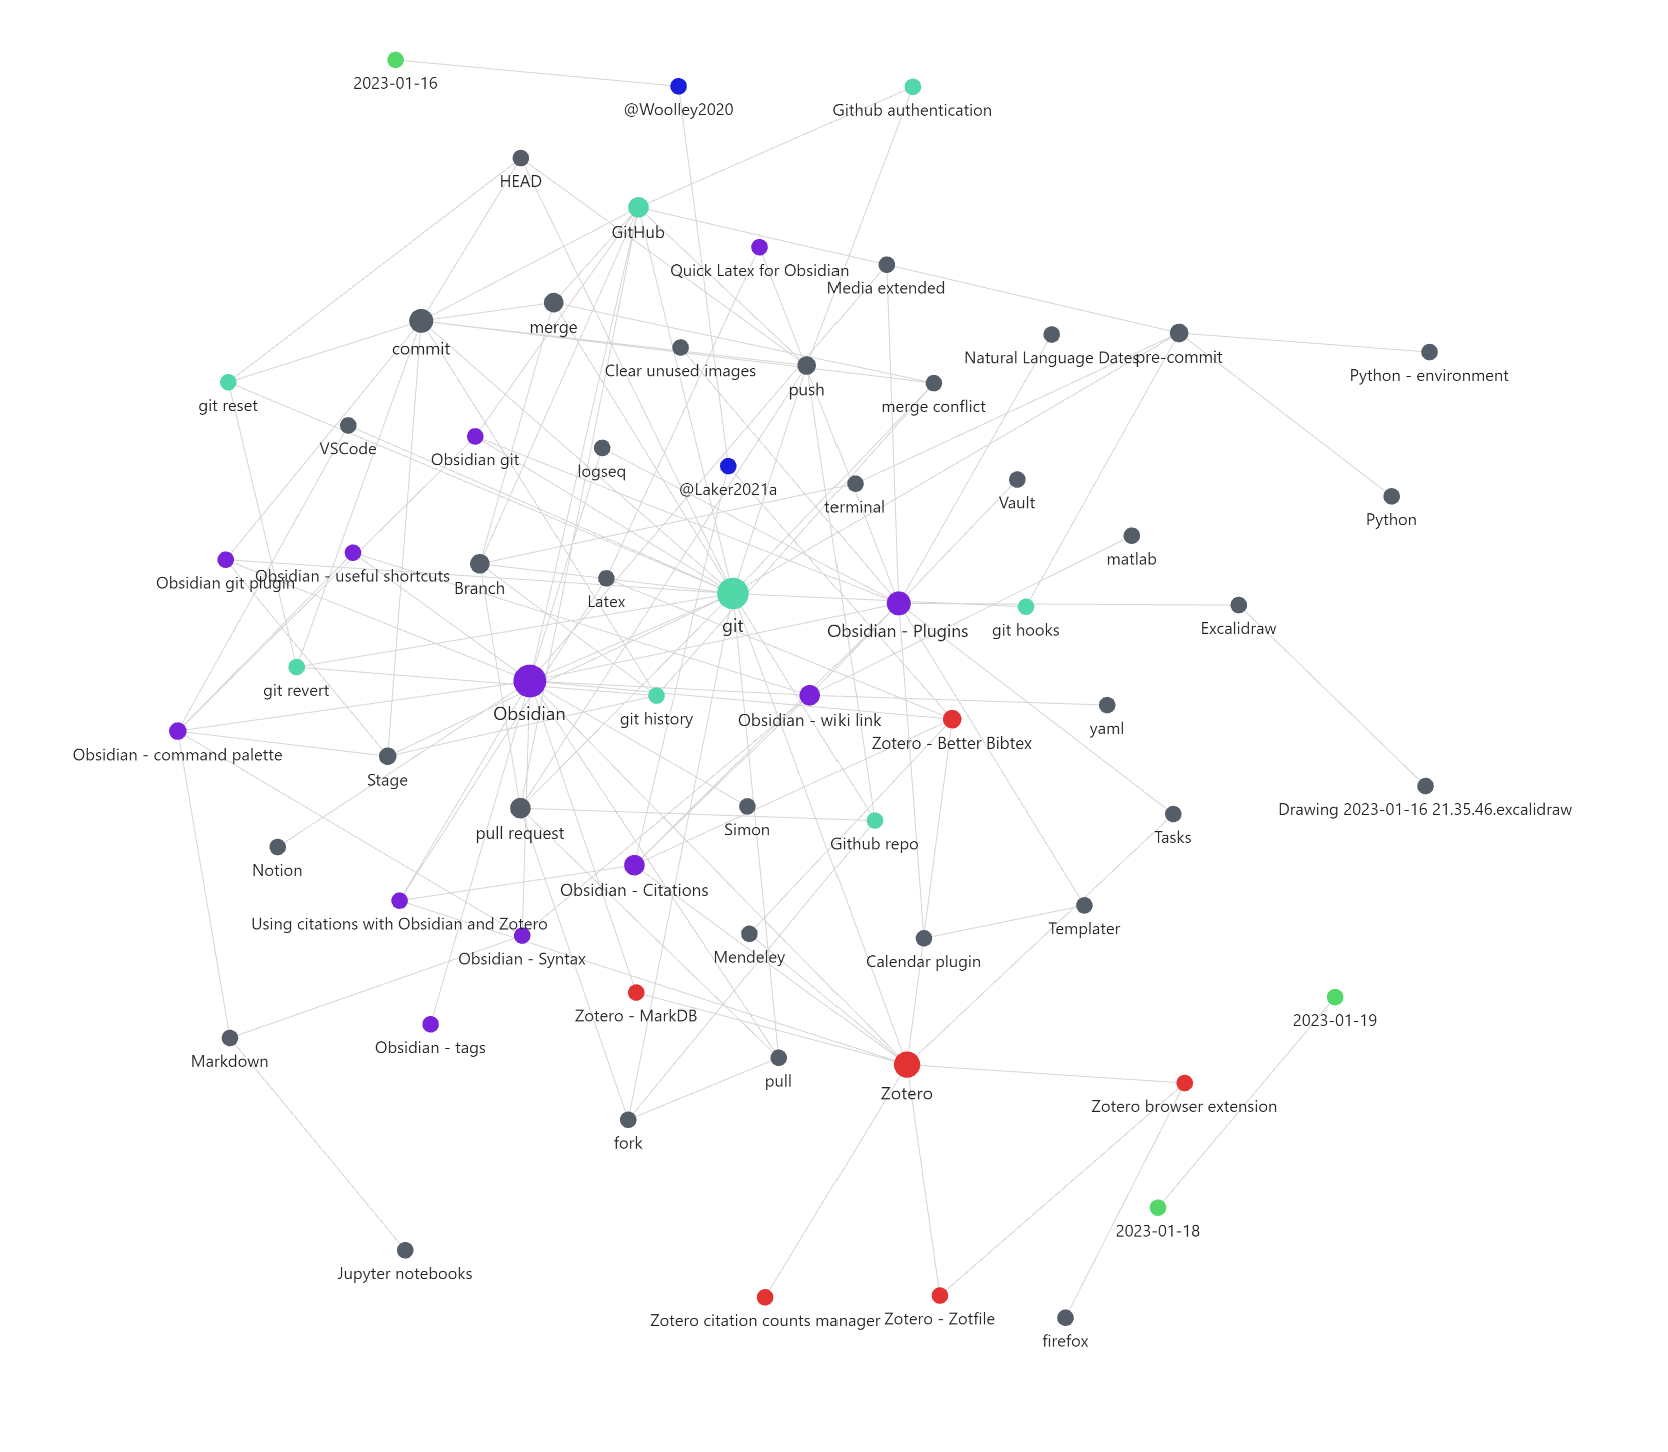 2023-01-16
@Woolley2020
Github authentication
HEAD
GitHub
Quick Latex for Obsidian
Media extended
merge
commit
Clear unused images
Natural Language Dates
pre-commit
Python - environment
push
git reset
merge conflict
VSCode
Obsidian git
logseq
@Laker2021a
terminal
Vault
Python
matlab
Obsidian git plugin
Obsidian - useful shortcuts
Branch
Latex
git
Obsidian - Plugins
git hooks
Excalidraw
git revert
Obsidian
git history
Obsidian - wiki link
yaml
Zotero - Better Bibtex
Obsidian - command palette
Stage
Drawing 2023-01-16 21.35.46.excalidraw
pull request
Simon
Github repo
Tasks
Notion
Obsidian - Citations
Using citations with Obsidian and Zotero
Templater
Obsidian - Syntax
Mendeley
Calendar plugin
Zotero - MarkDB
2023-01-19
Obsidian - tags
Markdown
pull
Zotero
Zotero browser extension
fork
2023-01-18
Jupyter notebooks
Zotero citation counts manager
Zotero - Zotfile
firefox